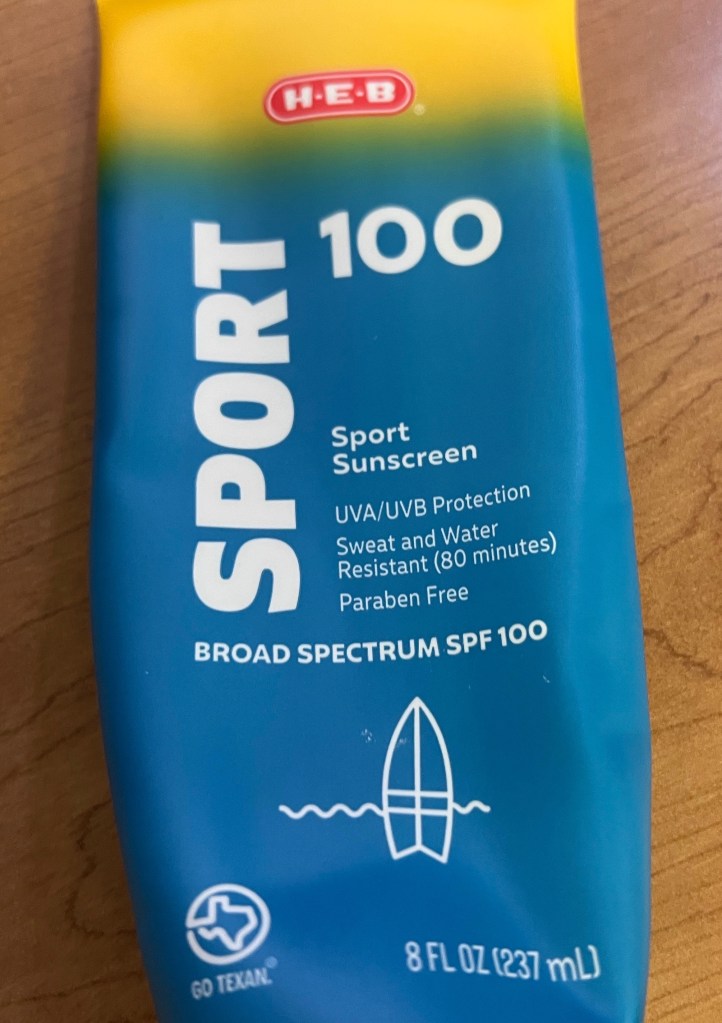 H-E-B®
SPORT
100
Sport
Sunscreen
UVA/UVB Protection
Sweat and Water
Resistant (80 minutes)
Paraben Free
BROAD SPECTRUM SPF 100
GO TEXAN.
8 FL OZ (237 mL)